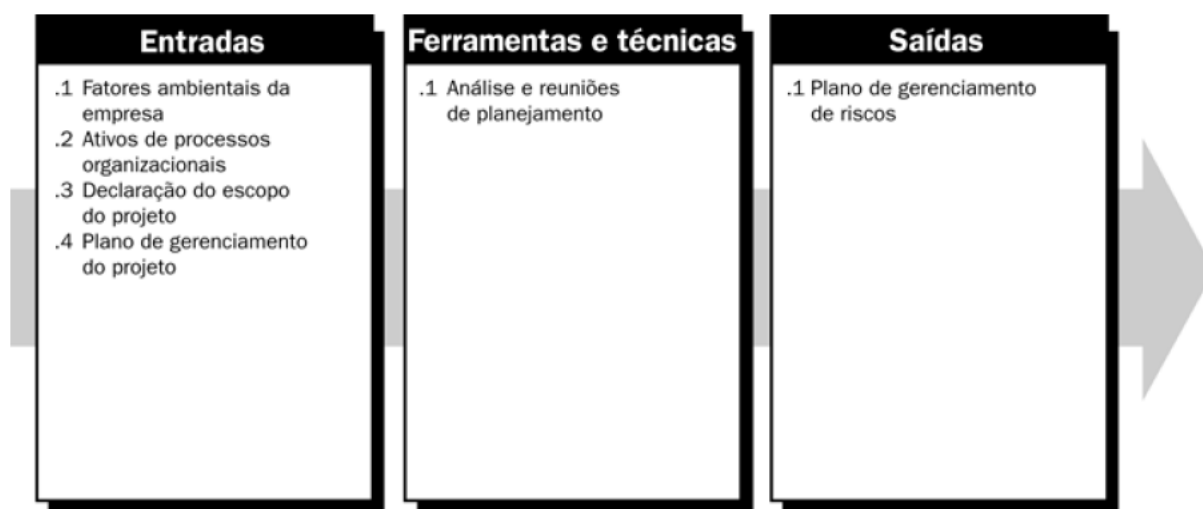 Entradas
.1 Fatores ambientais da
empresa
.2 Ativos de processos
organizacionais
.3 Declaração do escopo
do projeto
.4 Plano de gerenciamento
do projeto
Ferramentas e técnicas
.1 Análise e reuniões
de planejamento
Saídas
.1 Plano de gerenciamento
de riscos